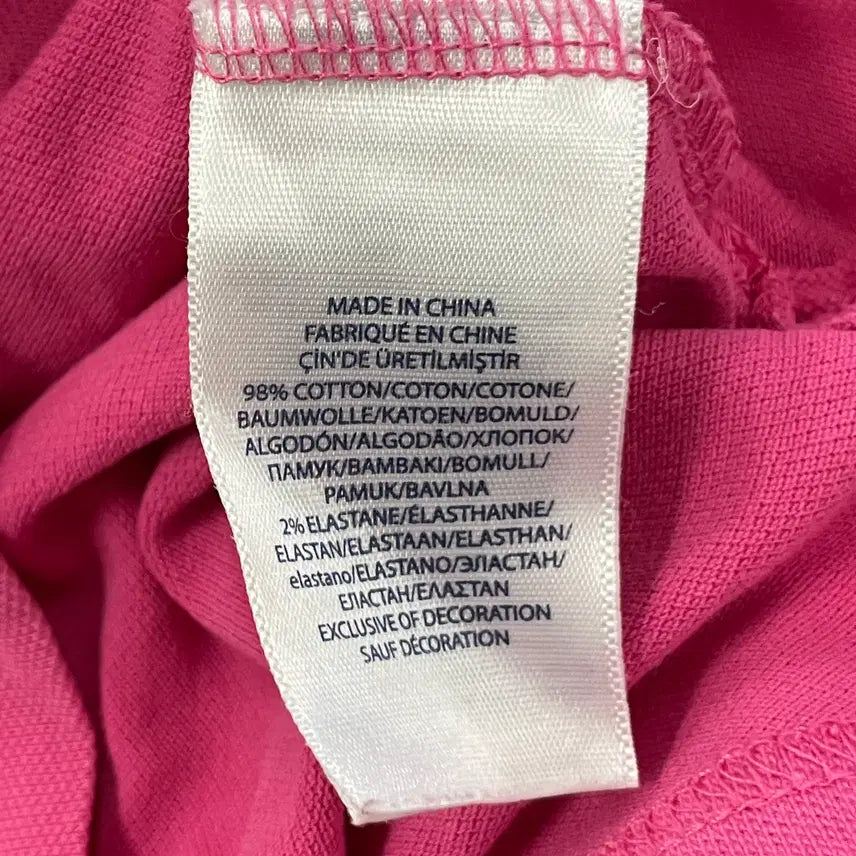 MADE IN CHINA
FABRIQUÉ EN CHINE
ÇİN'DE ÜRETİLMİŞTİR
98% COTTON/COTON/COTONE/
BAUMWOLLE/KATOEN/BOMULD/
ALGODÓN/ALGODÃO/ХЛОПОК/
ПАМУК/BAMBAKI/BOMULL/
PAMUK/BAVLNA
2% ELASTANE/ÉLASTHANNE/
ELASTAN/ELASTAAN/ELASTHAN/
elastano/ELASTANO/ЭЛАСТАН/
ЕЛАСТАН/ΕΛΑΣΤΑΝ
EXCLUSIVE OF DECORATION
SAUF DÉCORATION